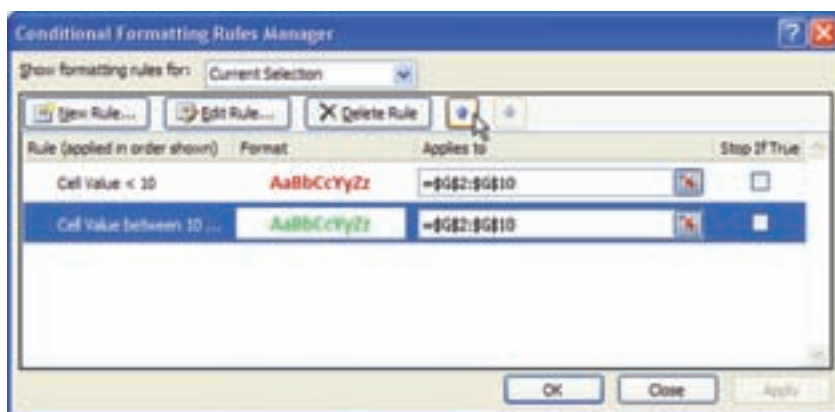 Conditional Formatting Rules Manager
Show formatting rules for: Current Selection
New Rule... Edit Rule... Delete Rule
Rule (applied in order shown) Format Applies to Stop If True
Cell Value < 10 AaBbCcYyZz =$G$2:$G$10
Cell Value between 10 ... AaBbCcYyZz =$G$2:$G$10
OK Close Apply